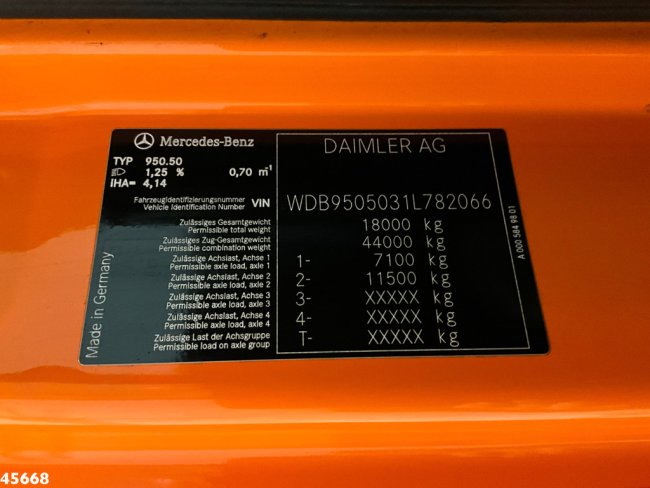 Mercedes-Benz
DAIMLER AG
TYP 950.50
1,25 % 0,70 m⁻¹
IHA= 4,14
Fahrzeugidentifizierungsnummer
Vehicle Identification Number VIN WDB9505031L782066
Zulässiges Gesamtgewicht
Permissible total weight 18000 kg
Zulässiges Zug-Gesamtgewicht
Permissible combination weight 44000 kg
Zulässige Achslast, Achse 1
Permissible axle load, axle 1 1- 7100 kg
Zulässige Achslast, Achse 2
Permissible axle load, axle 2 2- 11500 kg
Zulässige Achslast, Achse 3
Permissible axle load, axle 3 3- XXXXX kg
Zulässige Achslast, Achse 4
Permissible axle load, axle 4 4- XXXXX kg
Zulässige Last der Achsgruppe
Permissible load on axle group T- XXXXX kg
Made in Germany
A 000 584 98 01
45668